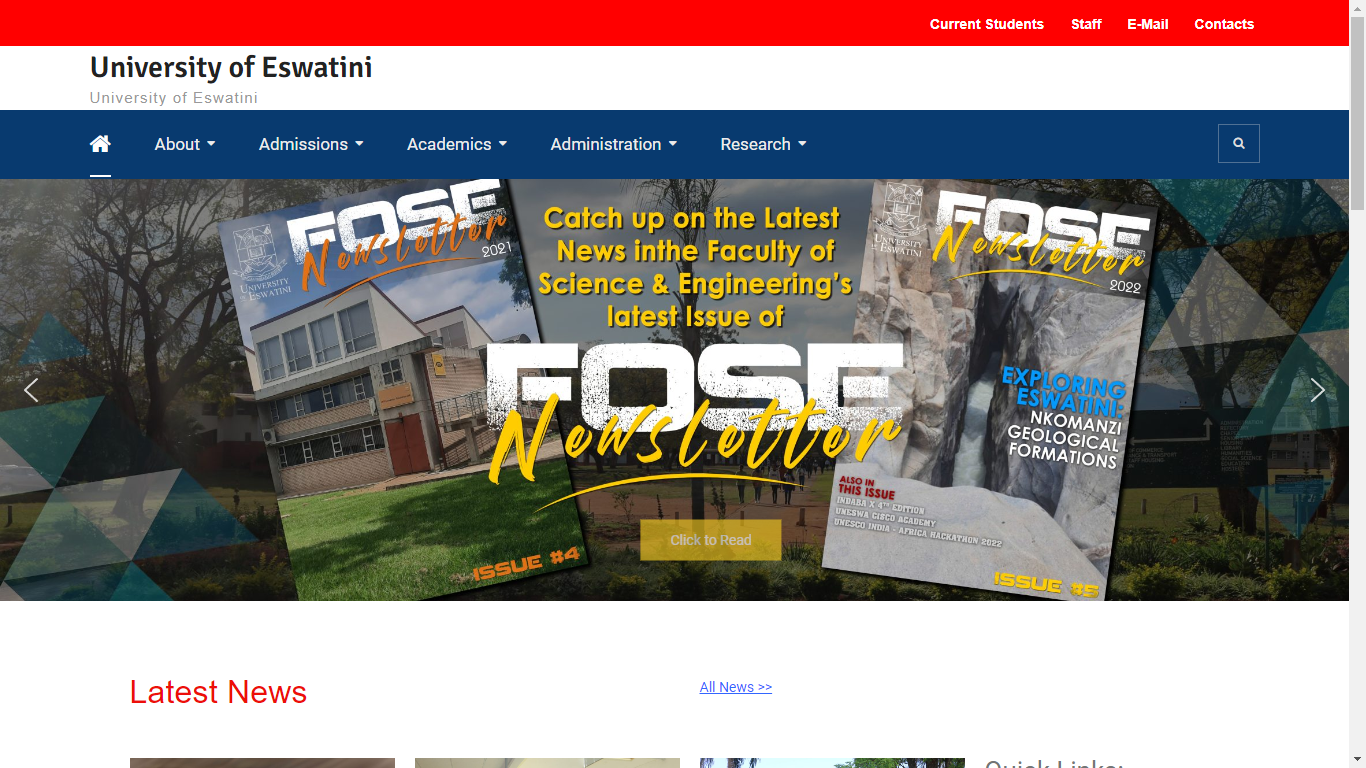 Current Students Staff E-Mail Contacts
University of Eswatini
University of Eswatini
About Admissions Academics Administration Research
FOSE
Newsletter
2021
UNIVERSITY
OF ESWATINI
ISSUE #4
Catch up on the Latest
News inthe Faculty of
Science & Engineering's
latest Issue of
FOSE
Newsletter
Click to Read
FOSE
Newsletter
2022
UNIVERSITY
OF ESWATINI
EXPLORING
ESWATINI:
NKOMANZI
GEOLOGICAL
FORMATIONS
ALSO IN
THIS ISSUE
INDABA X 4TH EDITION
UNESWA CISCO ACADEMY
UNESCO INDIA - AFRICA HACKATHON 2022
ISSUE #5
Latest News
All News >>
Quick Links: